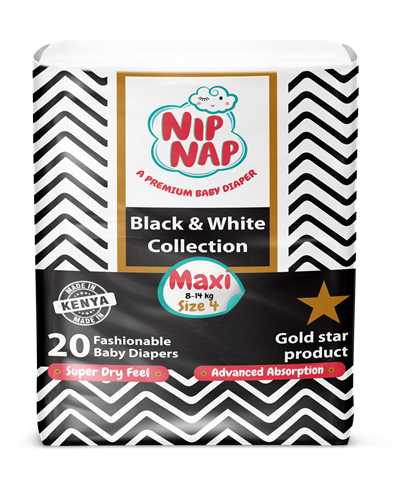 NIP
NAP
A PREMIUM BABY DIAPER
Black & White
Collection
Maxi
8-14 kg
Size 4
MADE IN
KENYA
MADE IN
20 Fashionable
Baby Diapers
Gold star
product
Super Dry Feel
Advanced Absorption